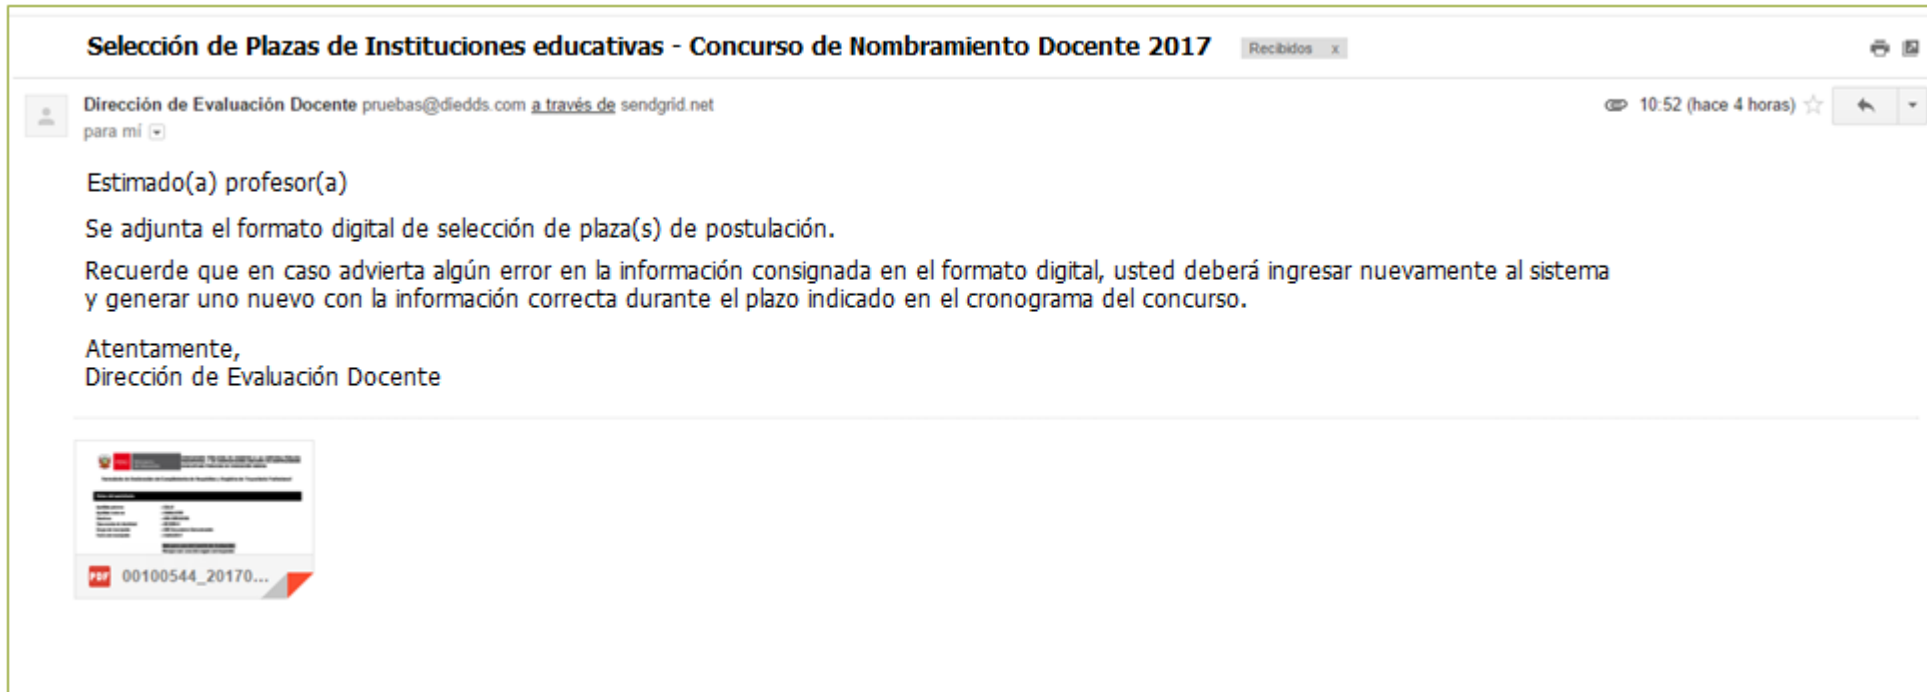 Selección de Plazas de Instituciones educativas - Concurso de Nombramiento Docente 2017 Recibidos x
Dirección de Evaluación Docente pruebas@diedds.com a través de sendgrid.net 10:52 (hace 4 horas)
para mí
Estimado(a) profesor(a)
Se adjunta el formato digital de selección de plaza(s) de postulación.
Recuerde que en caso advierta algún error en la información consignada en el formato digital, usted deberá ingresar nuevamente al sistema
y generar uno nuevo con la información correcta durante el plazo indicado en el cronograma del concurso.
Atentamente,
Dirección de Evaluación Docente
PDF 00100544_20170...